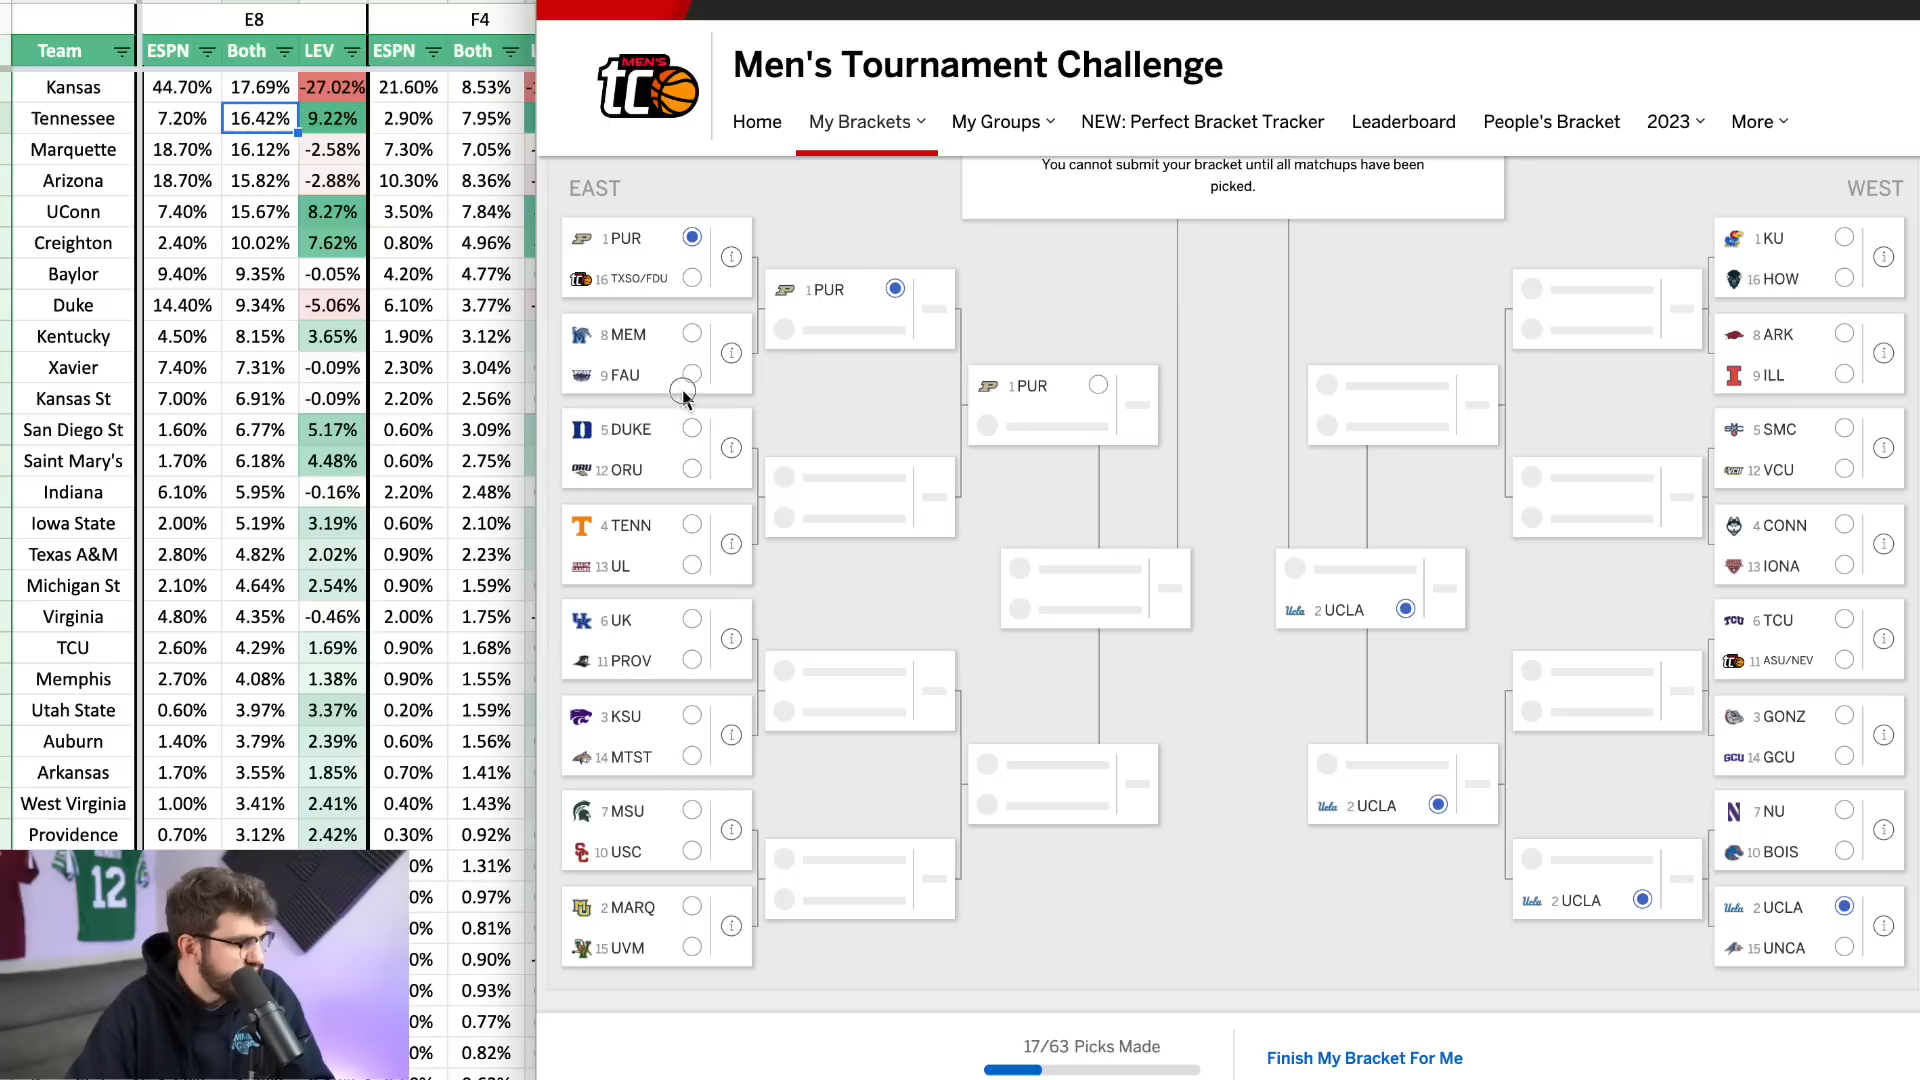 E8 F4
Team ESPN Both LEV ESPN Both
Kansas 44.70% 17.69% -27.02% 21.60% 8.53%
Tennessee 7.20% 16.42% 9.22% 2.90% 7.95%
Marquette 18.70% 16.12% -2.58% 7.30% 7.05%
Arizona 18.70% 15.82% -2.88% 10.30% 8.36%
UConn 7.40% 15.67% 8.27% 3.50% 7.84%
Creighton 2.40% 10.02% 7.62% 0.80% 4.96%
Baylor 9.40% 9.35% -0.05% 4.20% 4.77%
Duke 14.40% 9.34% -5.06% 6.10% 3.77%
Kentucky 4.50% 8.15% 3.65% 1.90% 3.12%
Xavier 7.40% 7.31% -0.09% 2.30% 3.04%
Kansas St 7.00% 6.91% -0.09% 2.20% 2.56%
San Diego St 1.60% 6.77% 5.17% 0.60% 3.09%
Saint Mary's 1.70% 6.18% 4.48% 0.60% 2.75%
Indiana 6.10% 5.95% -0.16% 2.20% 2.48%
Iowa State 2.00% 5.19% 3.19% 0.60% 2.10%
Texas A&M 2.80% 4.82% 2.02% 0.90% 2.23%
Michigan St 2.10% 4.64% 2.54% 0.90% 1.59%
Virginia 4.80% 4.35% -0.46% 2.00% 1.75%
TCU 2.60% 4.29% 1.69% 0.90% 1.68%
Memphis 2.70% 4.08% 1.38% 0.90% 1.55%
Utah State 0.60% 3.97% 3.37% 0.20% 1.59%
Auburn 1.40% 3.79% 2.39% 0.60% 1.56%
Arkansas 1.70% 3.55% 1.85% 0.70% 1.41%
West Virginia 1.00% 3.41% 2.41% 0.40% 1.43%
Providence 0.70% 3.12% 2.42% 0.30% 0.92%
0% 1.31%
0% 0.97%
0% 0.81%
0% 0.90%
0% 0.93%
0% 0.77%
0% 0.82%
12
MEN'S
tc
Men's Tournament Challenge
Home My Brackets My Groups NEW: Perfect Bracket Tracker Leaderboard People's Bracket 2023 More
You cannot submit your bracket until all matchups have been
picked.
EAST
1 PUR
16 TXSO/FDU
8 MEM
9 FAU
5 DUKE
12 ORU
4 TENN
13 UL
6 UK
11 PROV
3 KSU
14 MTST
7 MSU
10 USC
2 MARQ
15 UVM
1 PUR
1 PUR
Ucla 2 UCLA
Ucla 2 UCLA
Ucla 2 UCLA
WEST
1 KU
16 HOW
8 ARK
9 ILL
5 SMC
VCU 12 VCU
4 CONN
13 IONA
TCU 6 TCU
11 ASU/NEV
3 GONZ
GCU 14 GCU
7 NU
10 BOIS
Ucla 2 UCLA
15 UNCA
17/63 Picks Made
Finish My Bracket For Me